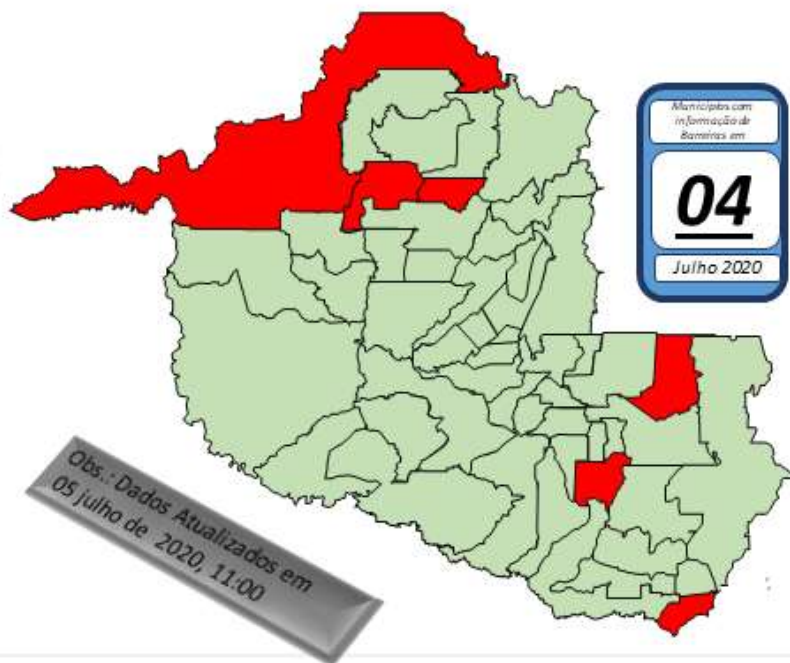 Municípios com
informação de
Barreiras em
04
Julho 2020
Obs.: Dados Atualizados em
05 julho de 2020, 11:00